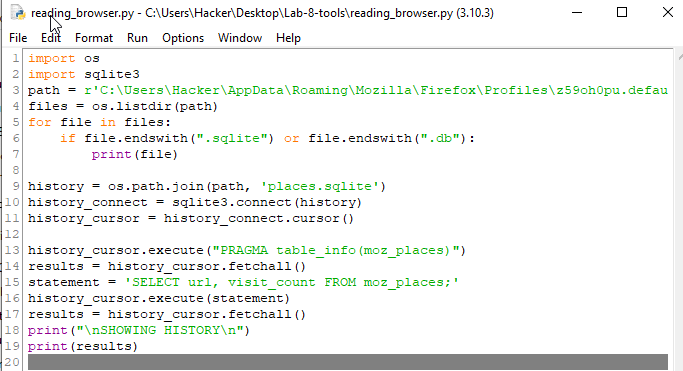 reading_browser.py - C:\Users\Hacker\Desktop\Lab-8-tools\reading_browser.py (3.10.3)
File Edit Format Run Options Window Help
1 import os
2 import sqlite3
3 path = r'C:\Users\Hacker\AppData\Roaming\Mozilla\Firefox\Profiles\z59oh0pu.defau
4 files = os.listdir(path)
5 for file in files:
6     if file.endswith(".sqlite") or file.endswith(".db"):
7         print(file)
8
9 history = os.path.join(path, 'places.sqlite')
10 history_connect = sqlite3.connect(history)
11 history_cursor = history_connect.cursor()
12
13 history_cursor.execute("PRAGMA table_info(moz_places)")
14 results = history_cursor.fetchall()
15 statement = 'SELECT url, visit_count FROM moz_places;'
16 history_cursor.execute(statement)
17 results = history_cursor.fetchall()
18 print("\nSHOWING HISTORY\n")
19 print(results)
20